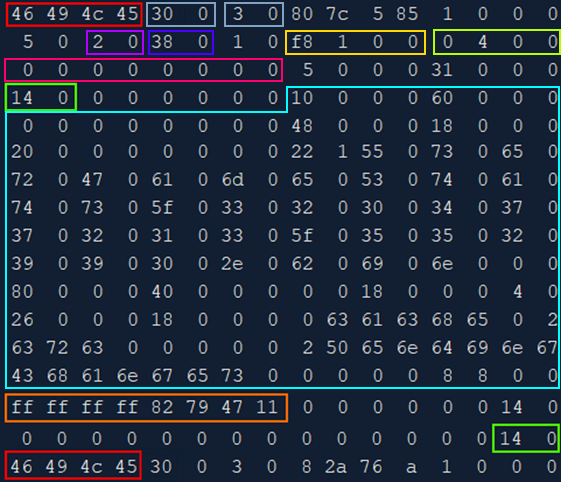 46 49 4c 45 30 0 3 0 80 7c 5 85 1 0 0 0
5 0 2 0 38 0 1 0 f8 1 0 0 0 4 0 0
0 0 0 0 0 0 0 0 5 0 0 0 31 0 0 0
14 0 0 0 0 0 0 0 10 0 0 0 60 0 0 0
0 0 0 0 0 0 0 0 48 0 0 0 18 0 0 0
20 0 0 0 0 0 0 0 22 1 55 0 73 0 65 0
72 0 47 0 61 0 6d 0 65 0 53 0 74 0 61 0
74 0 73 0 5f 0 33 0 32 0 30 0 34 0 37 0
37 0 32 0 31 0 33 0 5f 0 35 0 35 0 32 0
39 0 39 0 30 0 2e 0 62 0 69 0 6e 0 0 0
80 0 0 0 40 0 0 0 0 0 18 0 0 0 4 0
26 0 0 0 18 0 0 0 0 63 61 63 68 65 0 2
63 72 63 0 0 0 0 0 2 50 65 6e 64 69 6e 67
43 68 61 6e 67 65 73 0 0 0 0 0 8 8 0 0
ff ff ff ff 82 79 47 11 0 0 0 0 0 0 14 0
0 0 0 0 0 0 0 0 0 0 0 0 0 0 14 0
46 49 4c 45 30 0 3 0 8 2a 76 a 1 0 0 0